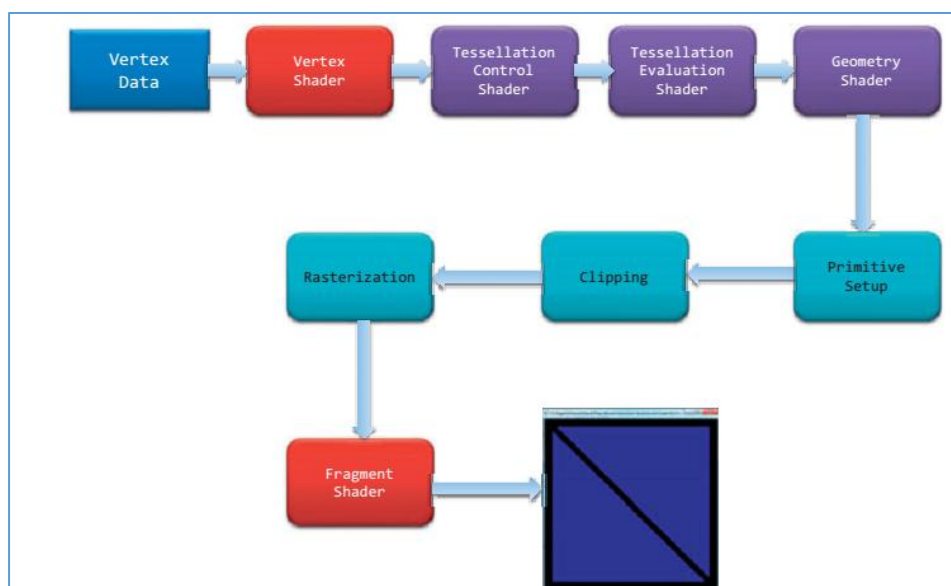 Vertex
Data
Vertex
Shader
Tessellation
Control
Shader
Tessellation
Evaluation
Shader
Geometry
Shader
Primitive
Setup
Clipping
Rasterization
Fragment
Shader